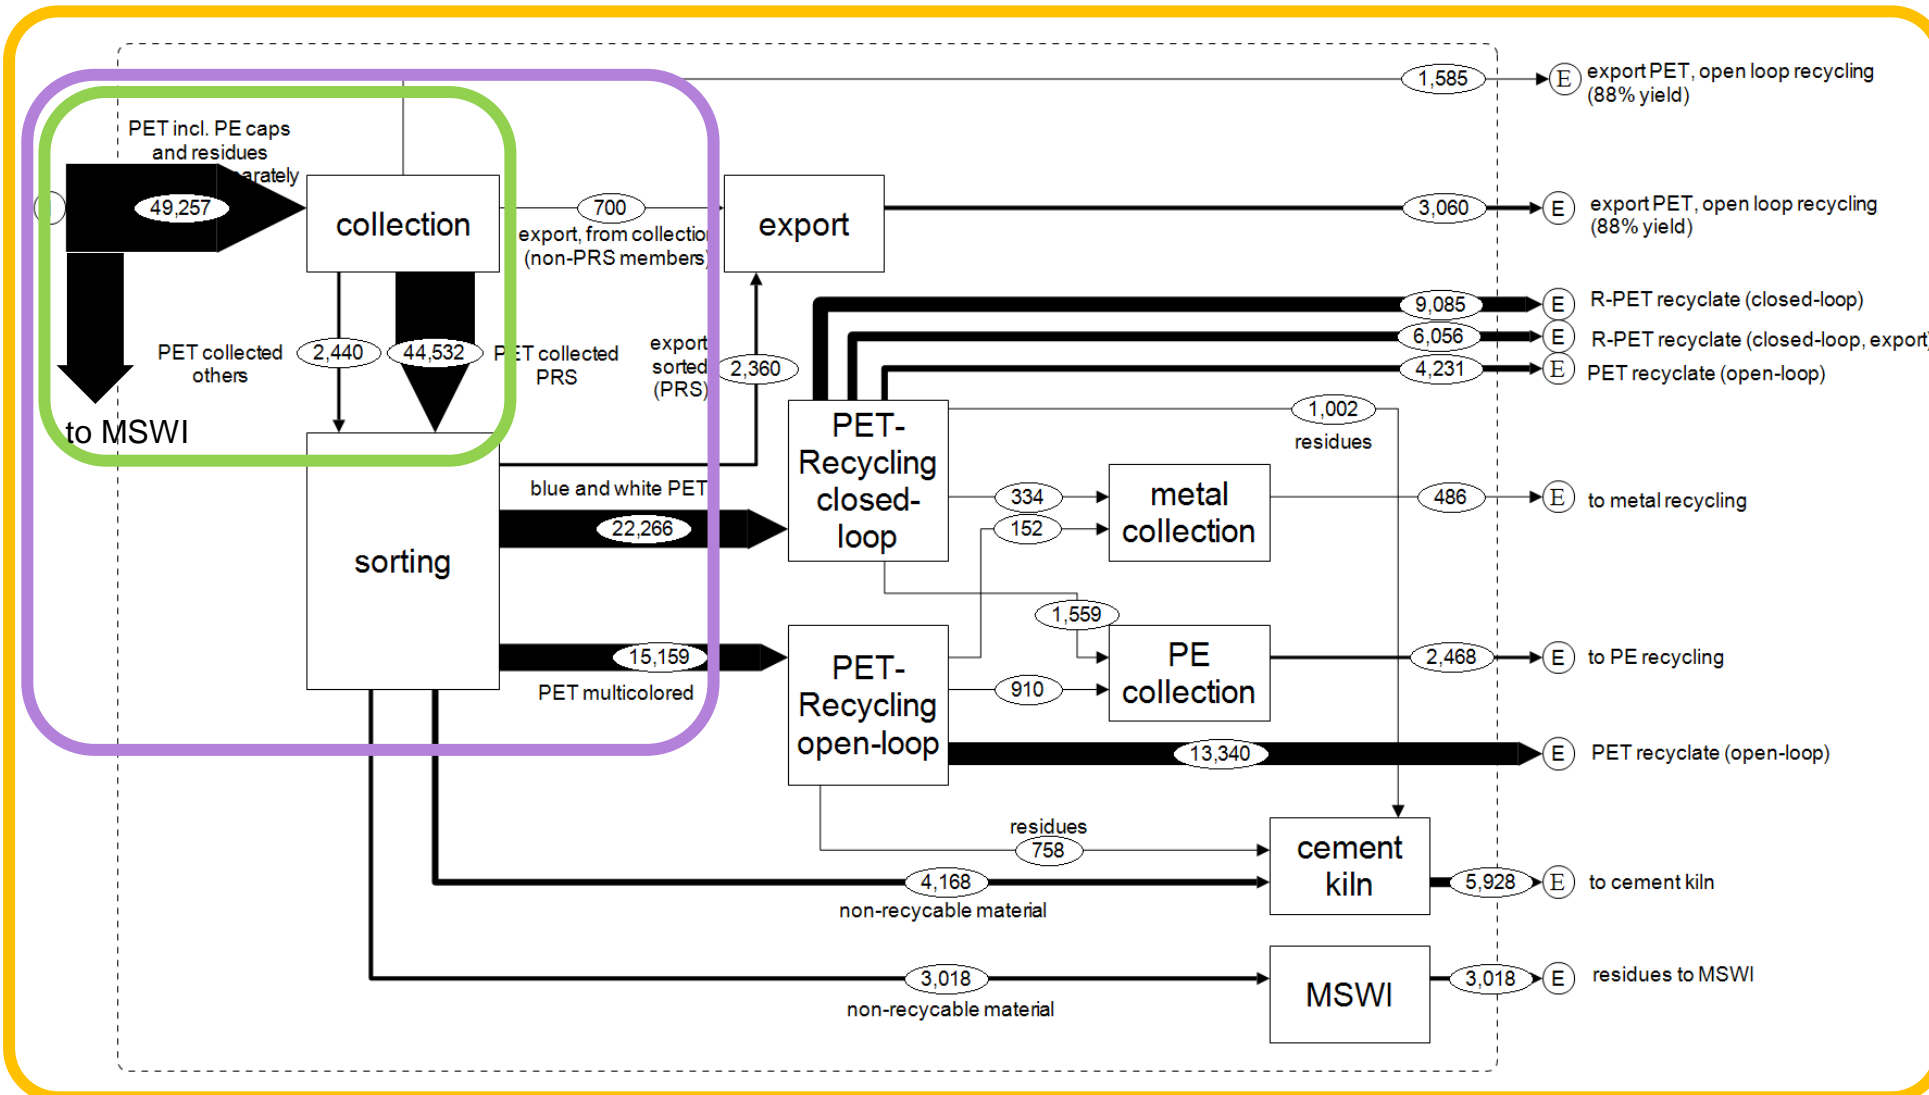 1,585
E
export PET, open loop recycling
(88% yield)
PET incl. PE caps
and residues
arately
49,257
collection
700
export, from collection
(non-PRS members)
export
3,060
E
export PET, open loop recycling
(88% yield)
9,085
E
R-PET recyclate (closed-loop)
6,056
E
R-PET recyclate (closed-loop, export)
4,231
E
PET recyclate (open-loop)
PET collected
others
2,440
44,532
PET collected
PRS
export
sorted
(PRS)
2,360
to MSWI
PET-
Recycling
closed-
loop
1,002
residues
blue and white PET
22,266
334
152
metal
collection
486
E
to metal recycling
sorting
1,559
15,159
PET multicolored
PET-
Recycling
open-loop
910
PE
collection
2,468
E
to PE recycling
13,340
E
PET recyclate (open-loop)
residues
758
4,168
non-recycable material
cement
kiln
5,928
E
to cement kiln
3,018
non-recycable material
MSWI
3,018
E
residues to MSWI